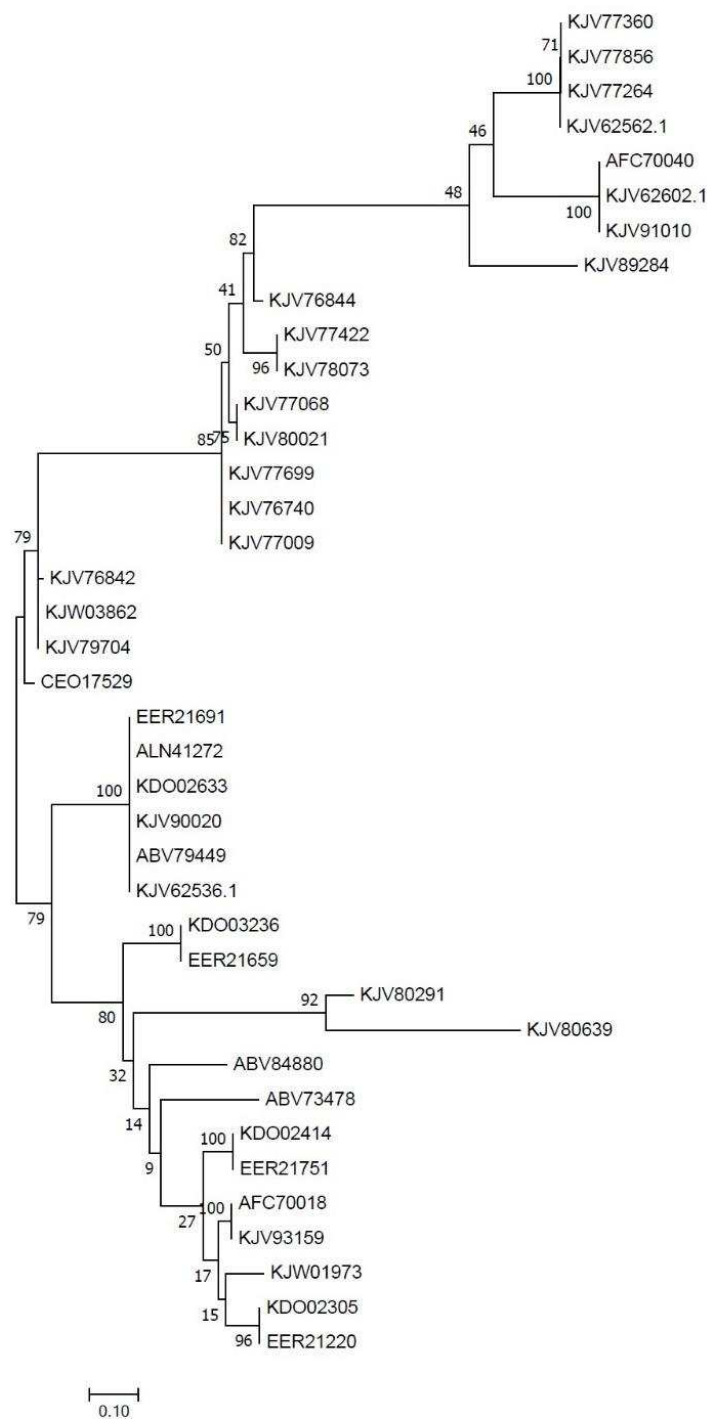 KJV77360
71
KJV77856
100
KJV77264
KJV62562.1
46
AFC70040
KJV62602.1
48
100
KJV91010
KJV89284
82
KJV76844
41
KJV77422
50
96
KJV78073
KJV77068
85
75
KJV80021
KJV77699
KJV76740
KJV77009
79
KJV76842
KJW03862
KJV79704
CEO17529
EER21691
ALN41272
100
KDO02633
KJV90020
ABV79449
KJV62536.1
79
KDO03236
100
EER21659
80
92
KJV80291
KJV80639
32
ABV84880
14
ABV73478
9
KDO02414
100
EER21751
27
100
AFC70018
KJV93159
17
KJW01973
15
KDO02305
96
EER21220
0.10